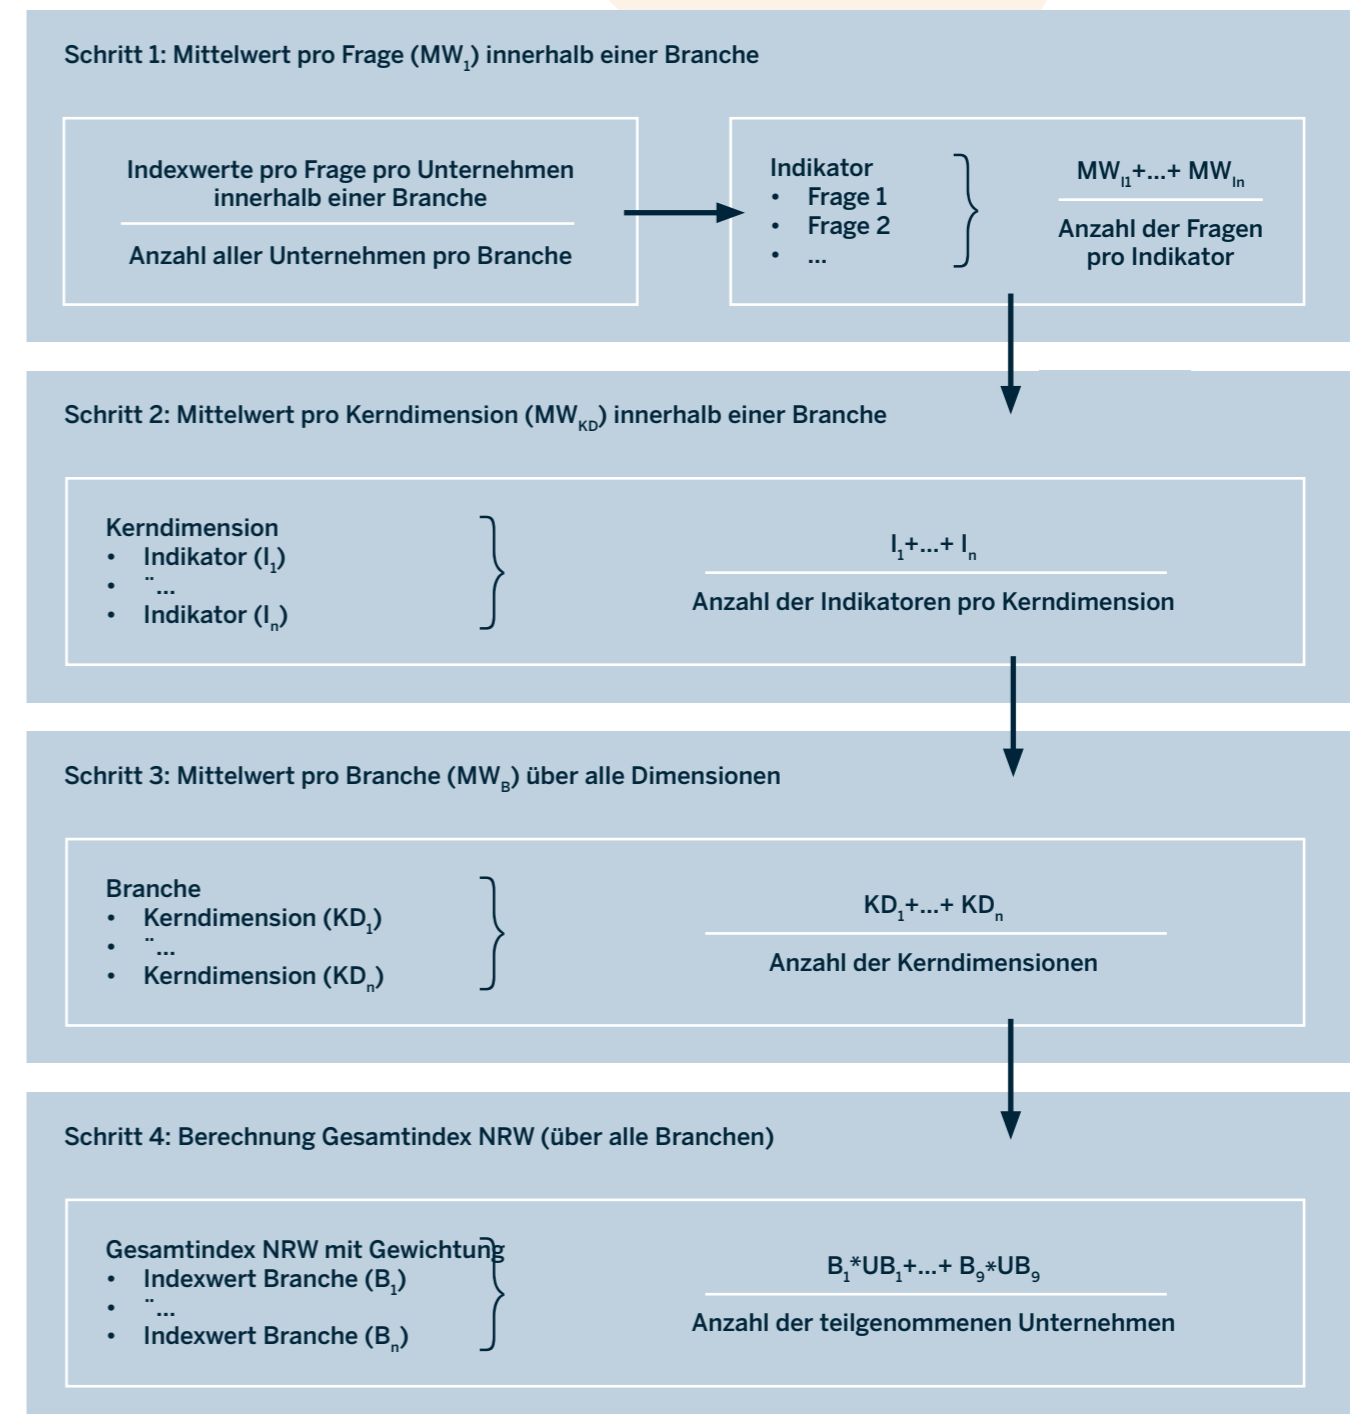 Schritt 1: Mittelwert pro Frage (MW₁) innerhalb einer Branche
Indexwerte pro Frage pro Unternehmen
innerhalb einer Branche
Anzahl aller Unternehmen pro Branche
Indikator
• Frage 1
• Frage 2
• ...
MW_I1+...+ MW_In
Anzahl der Fragen
pro Indikator
Schritt 2: Mittelwert pro Kerndimension (MW_KD) innerhalb einer Branche
Kerndimension
• Indikator (I₁)
• ¨...
• Indikator (Iₙ)
I₁+...+ Iₙ
Anzahl der Indikatoren pro Kerndimension
Schritt 3: Mittelwert pro Branche (MW_B) über alle Dimensionen
Branche
• Kerndimension (KD₁)
• ¨...
• Kerndimension (KDₙ)
KD₁+...+ KDₙ
Anzahl der Kerndimensionen
Schritt 4: Berechnung Gesamtindex NRW (über alle Branchen)
Gesamtindex NRW mit Gewichtung
• Indexwert Branche (B₁)
• ¨...
• Indexwert Branche (Bₙ)
B₁*UB₁+...+ B₉*UB₉
Anzahl der teilgenommenen Unternehmen